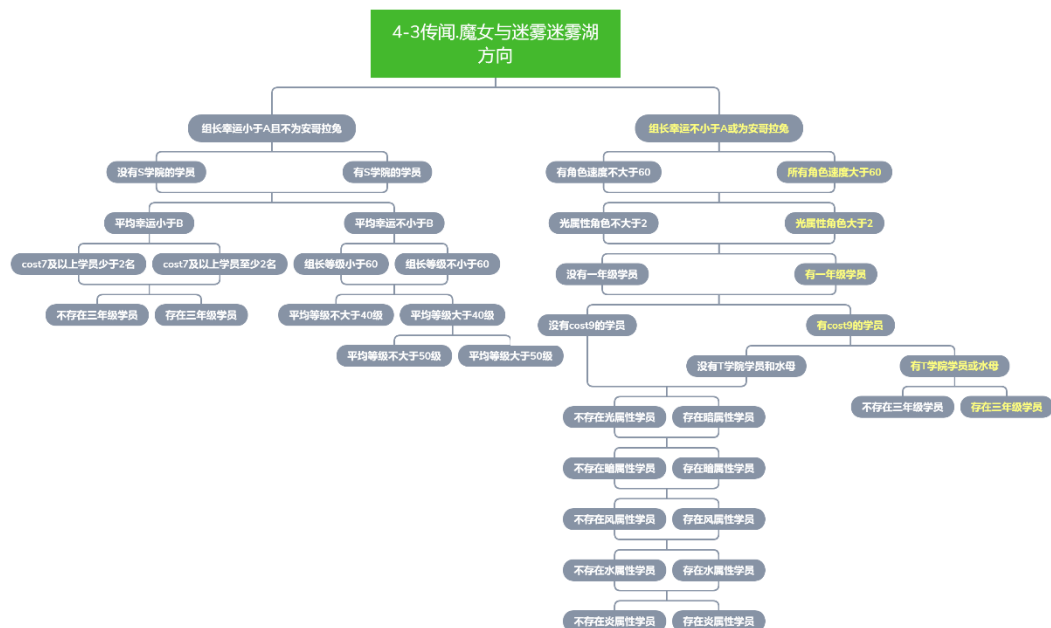 4-3传闻.魔女与迷雾迷雾湖
方向
组长幸运小于A且不为安哥拉兔
组长幸运不小于A或为安哥拉兔
没有S学院的学员
有S学院的学员
有角色速度不大于60
所有角色速度大于60
平均幸运小于B
平均幸运不小于B
光属性角色不大于2
光属性角色大于2
cost7及以上学员少于2名
cost7及以上学员至少2名
组长等级小于60
组长等级不小于60
没有一年级学员
有一年级学员
不存在三年级学员
存在三年级学员
平均等级不大于40级
平均等级大于40级
没有cost9的学员
有cost9的学员
平均等级不大于50级
平均等级大于50级
没有T学院学员和水母
有T学院学员或水母
不存在三年级学员
存在三年级学员
不存在光属性学员
存在暗属性学员
不存在暗属性学员
存在暗属性学员
不存在风属性学员
存在风属性学员
不存在水属性学员
存在水属性学员
不存在炎属性学员
存在炎属性学员